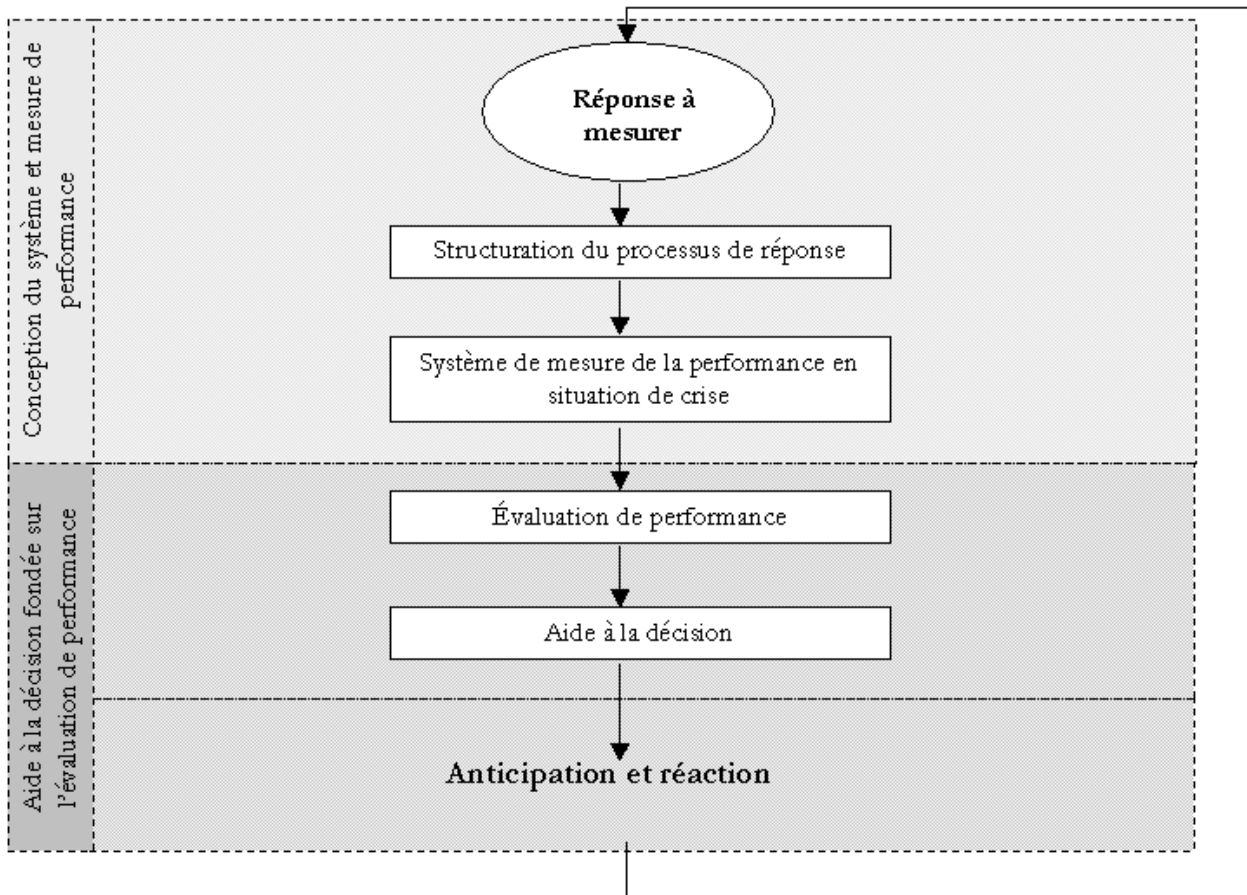 Conception du système et mesure de
performance
Réponse à
mesurer
Structuration du processus de réponse
Système de mesure de la performance en
situation de crise
Aide à la décision fondée sur
l'évaluation de performance
Évaluation de performance
Aide à la décision
Anticipation et réaction